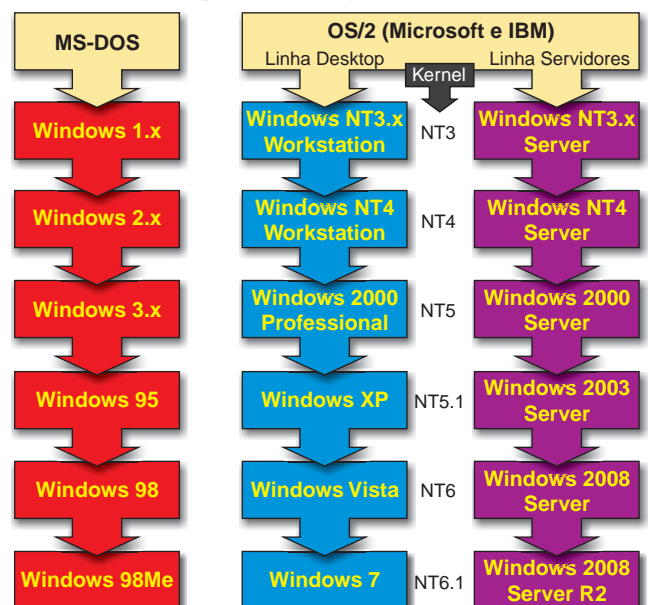 MS-DOS
OS/2 (Microsoft e IBM)
Linha Desktop
Linha Servidores
Kernel
Windows 1.x
Windows NT3.x
Workstation
NT3
Windows NT3.x
Server
Windows 2.x
Windows NT4
Workstation
NT4
Windows NT4
Server
Windows 3.x
Windows 2000
Professional
NT5
Windows 2000
Server
Windows 95
Windows XP
NT5.1
Windows 2003
Server
Windows 98
Windows Vista
NT6
Windows 2008
Server
Windows 98Me
Windows 7
NT6.1
Windows 2008
Server R2